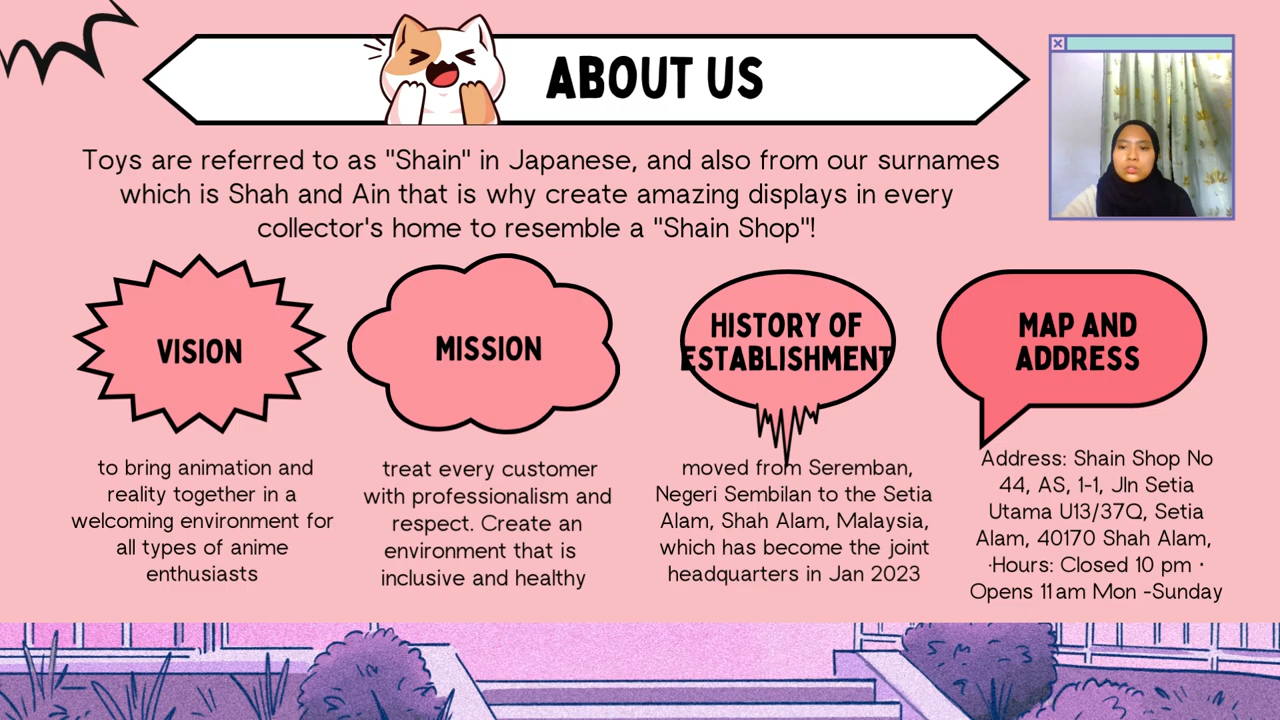 ABOUT US
Toys are referred to as "Shain" in Japanese, and also from our surnames
which is Shah and Ain that is why create amazing displays in every
collector's home to resemble a "Shain Shop"!
VISION
to bring animation and
reality together in a
welcoming environment for
all types of anime
enthusiasts
MISSION
treat every customer
with professionalism and
respect. Create an
environment that is
inclusive and healthy
HISTORY OF
ESTABLISHMENT
moved from Seremban,
Negeri Sembilan to the Setia
Alam, Shah Alam, Malaysia,
which has become the joint
headquarters in Jan 2023
MAP AND
ADDRESS
Address: Shain Shop No
44, AS, 1-1, Jln Setia
Utama U13/37Q, Setia
Alam, 40170 Shah Alam,
·Hours: Closed 10 pm ·
Opens 11am Mon -Sunday